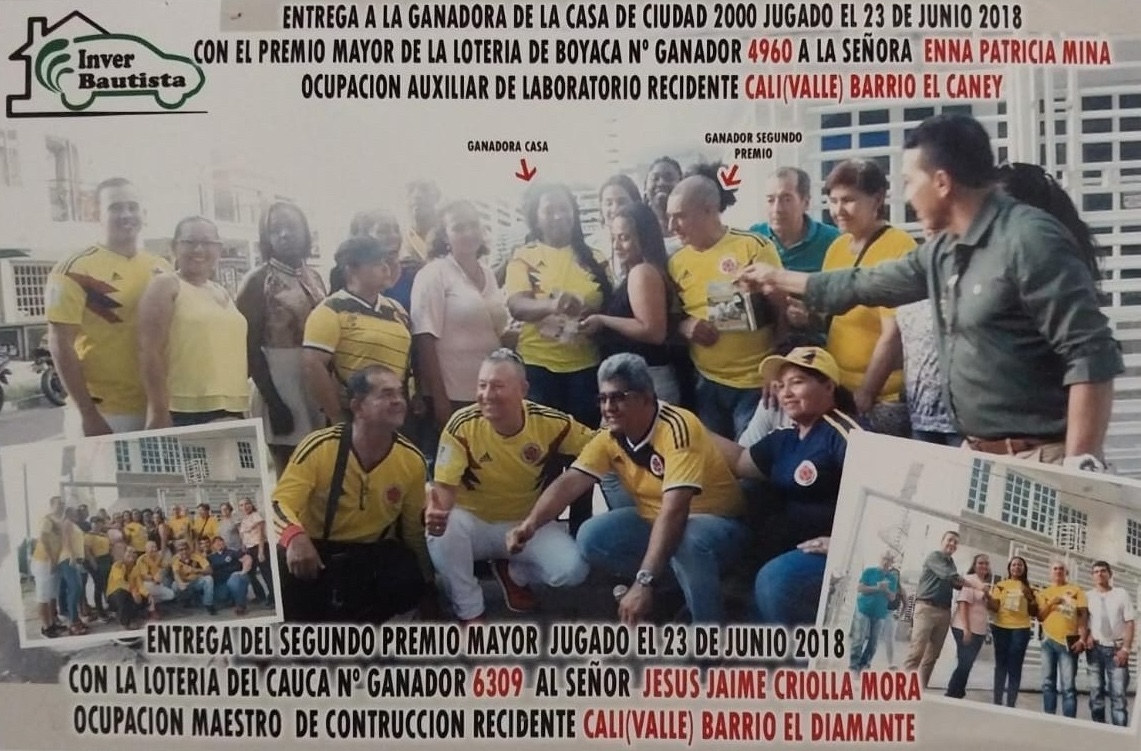 ENTREGA A LA GANADORA DE LA CASA DE CIUDAD 2000 JUGADO EL 23 DE JUNIO 2018
Inver
Bautista
CON EL PREMIO MAYOR DE LA LOTERIA DE BOYACA Nº GANADOR 4960 A LA SEÑORA ENNA PATRICIA MINA
OCUPACION AUXILIAR DE LABORATORIO RECIDENTE CALI(VALLE) BARRIO EL CANEY
GANADORA CASA
GANADOR SEGUNDO
PREMIO
ENTREGA DEL SEGUNDO PREMIO MAYOR JUGADO EL 23 DE JUNIO 2018
CON LA LOTERIA DEL CAUCA Nº GANADOR 6309 AL SEÑOR JESUS JAIME CRIOLLA MORA
OCUPACION MAESTRO DE CONTRUCCION RECIDENTE CALI(VALLE) BARRIO EL DIAMANTE